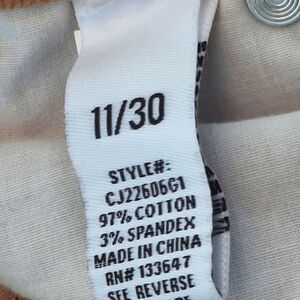 11/30
STYLE#:
CJ22606G1
97% COTTON
3% SPANDEX
MADE IN CHINA
RN# 133647
SEE REVERSE